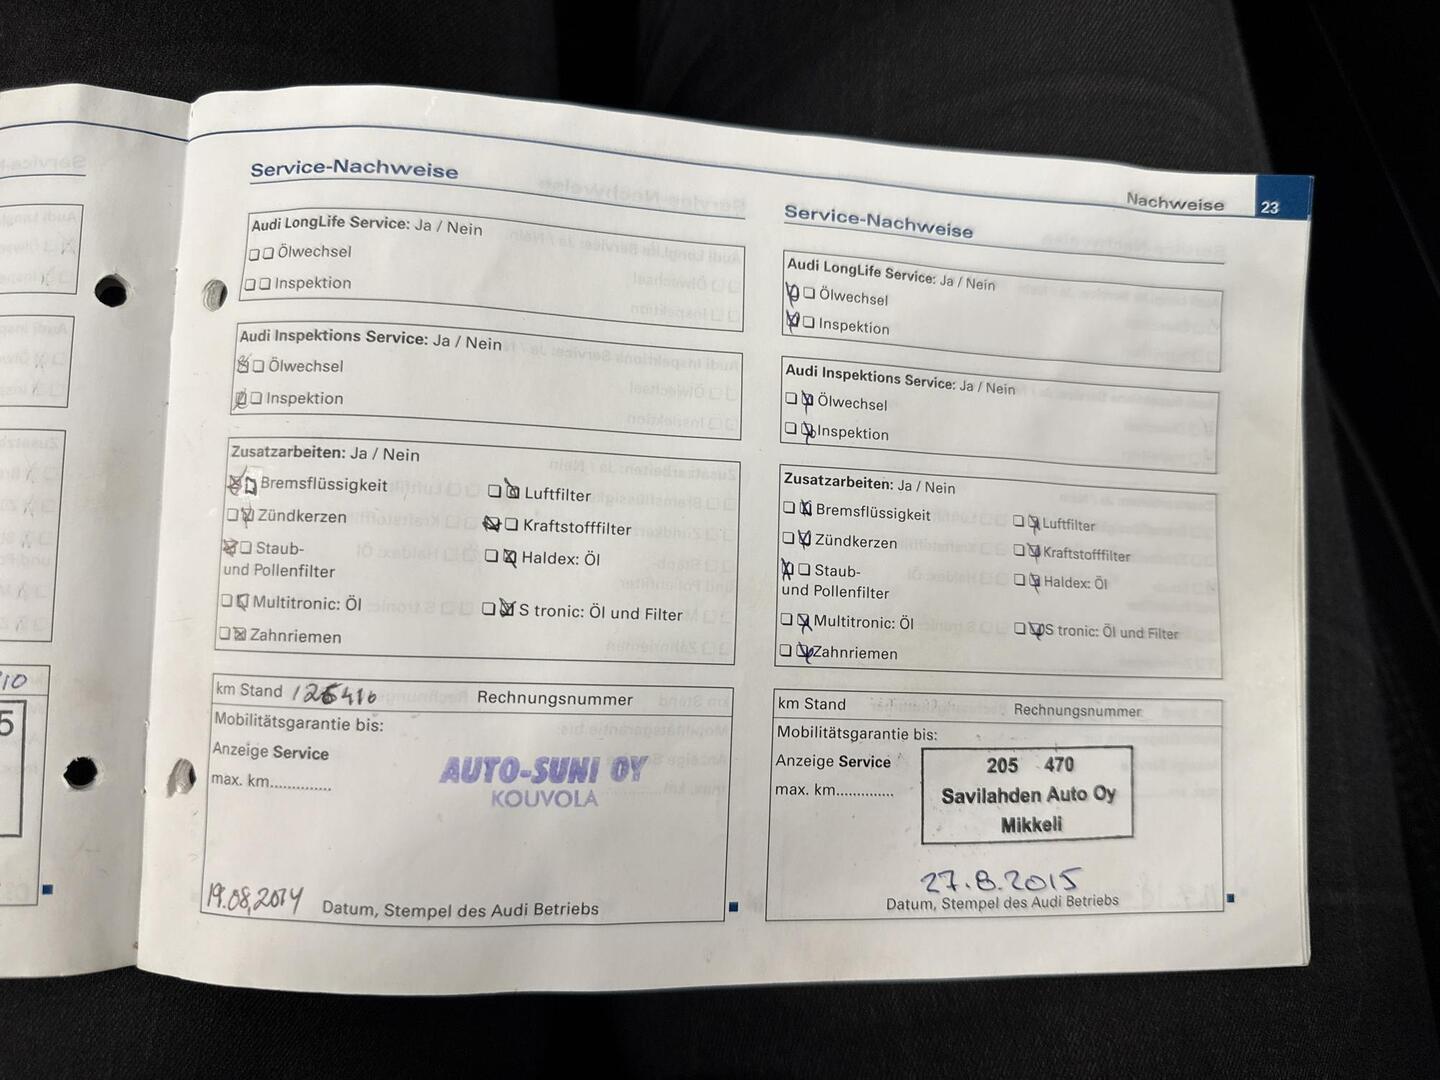 Nachweise 23
Service-Nachweise
Audi LongLife Service: Ja / Nein
Ölwechsel
Inspektion
Audi Inspektions Service: Ja / Nein
Ölwechsel
Inspektion
Zusatzarbeiten: Ja / Nein
Bremsflüssigkeit
Luftfilter
Zündkerzen
Kraftstofffilter
Staub-
und Pollenfilter
Haldex: Öl
Multitronic: Öl
S tronic: Öl und Filter
Zahnriemen
km Stand 126410 Rechnungsnummer
Mobilitätsgarantie bis:
Anzeige Service
max. km..............
AUTO-SUNI OY
KOUVOLA
19.08.2014 Datum, Stempel des Audi Betriebs
Service-Nachweise
Audi LongLife Service: Ja / Nein
Ölwechsel
Inspektion
Audi Inspektions Service: Ja / Nein
Ölwechsel
Inspektion
Zusatzarbeiten: Ja / Nein
Bremsflüssigkeit
Luftfilter
Zündkerzen
Kraftstofffilter
Staub-
und Pollenfilter
Haldex: Öl
Multitronic: Öl
S tronic: Öl und Filter
Zahnriemen
km Stand Rechnungsnummer
Mobilitätsgarantie bis:
Anzeige Service
max. km..............
205 470
Savilahden Auto Oy
Mikkeli
27.8.2015
Datum, Stempel des Audi Betriebs